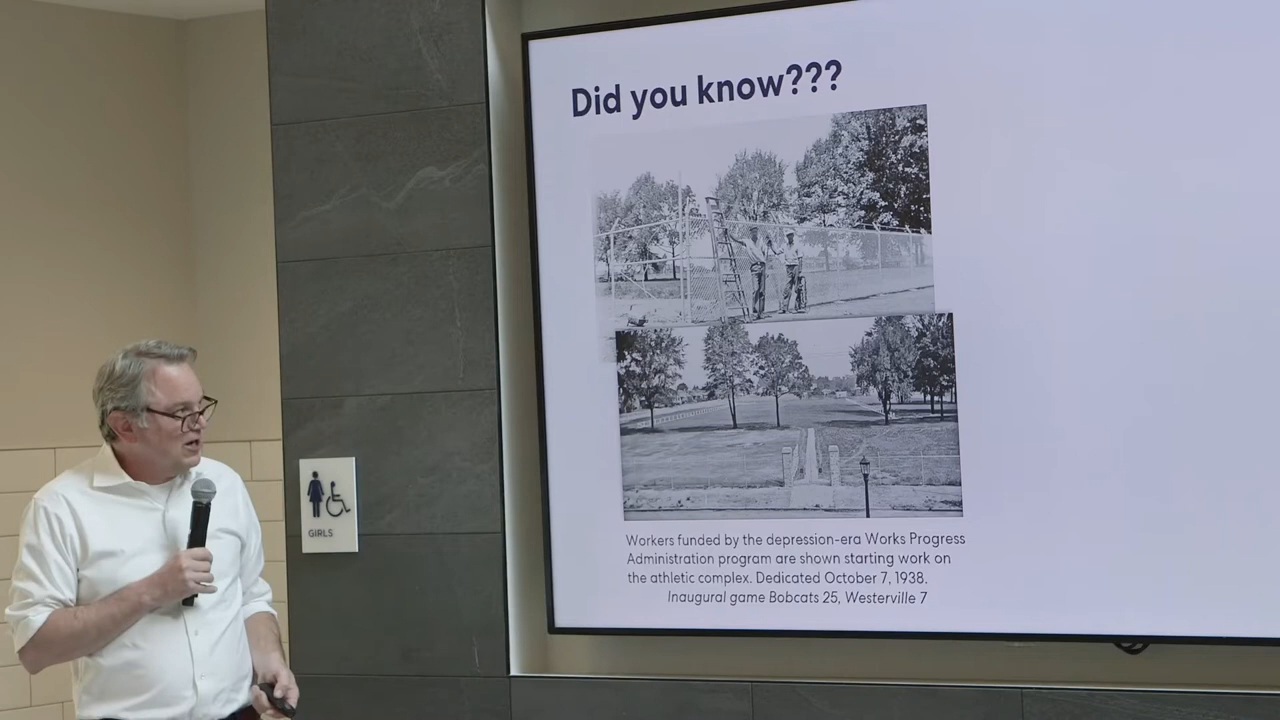 Did you know???
Workers funded by the depression-era Works Progress
Administration program are shown starting work on
the athletic complex. Dedicated October 7, 1938.
Inaugural game Bobcats 25, Westerville 7
GIRLS